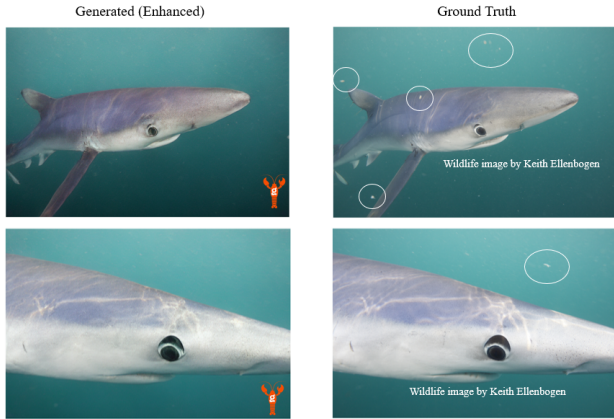 Generated (Enhanced)
Ground Truth
Wildlife image by Keith Ellenbogen
g
Wildlife image by Keith Ellenbogen
g